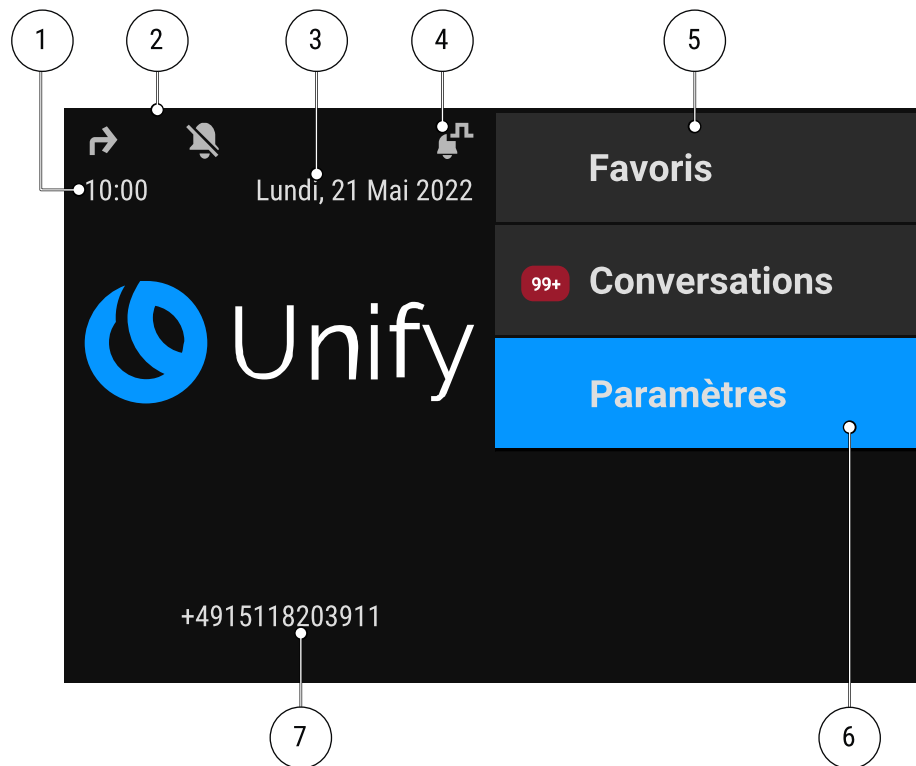 1
2
3
4
5
10:00
Lundi, 21 Mai 2022
Favoris
99+
Conversations
Unify
Paramètres
+4915118203911
7
6